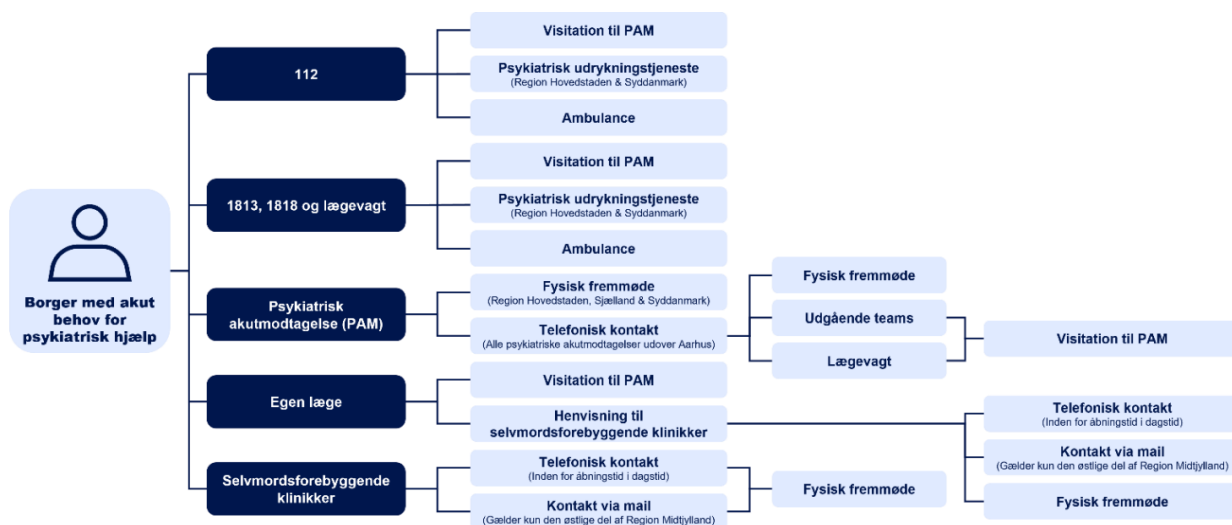 Borger med akut
behov for
psykiatrisk hjælp
112
Visitation til PAM
Psykiatrisk udrykningstjeneste
(Region Hovedstaden & Syddanmark)
Ambulance
1813, 1818 og lægevagt
Visitation til PAM
Psykiatrisk udrykningstjeneste
(Region Hovedstaden & Syddanmark)
Ambulance
Psykiatrisk
akutmodtagelse (PAM)
Fysisk fremmøde
(Region Hovedstaden, Sjælland & Syddanmark)
Telefonisk kontakt
(Alle psykiatriske akutmodtagelser udover Aarhus)
Fysisk fremmøde
Udgående teams
Lægevagt
Visitation til PAM
Egen læge
Visitation til PAM
Henvisning til
selvmordsforebyggende klinikker
Telefonisk kontakt
(Inden for åbningstid i dagstid)
Kontakt via mail
(Gælder kun den østlige del af Region Midtjylland)
Fysisk fremmøde
Selvmordsforebyggende
klinikker
Telefonisk kontakt
(Inden for åbningstid i dagstid)
Kontakt via mail
(Gælder kun den østlige del af Region Midtjylland)
Fysisk fremmøde